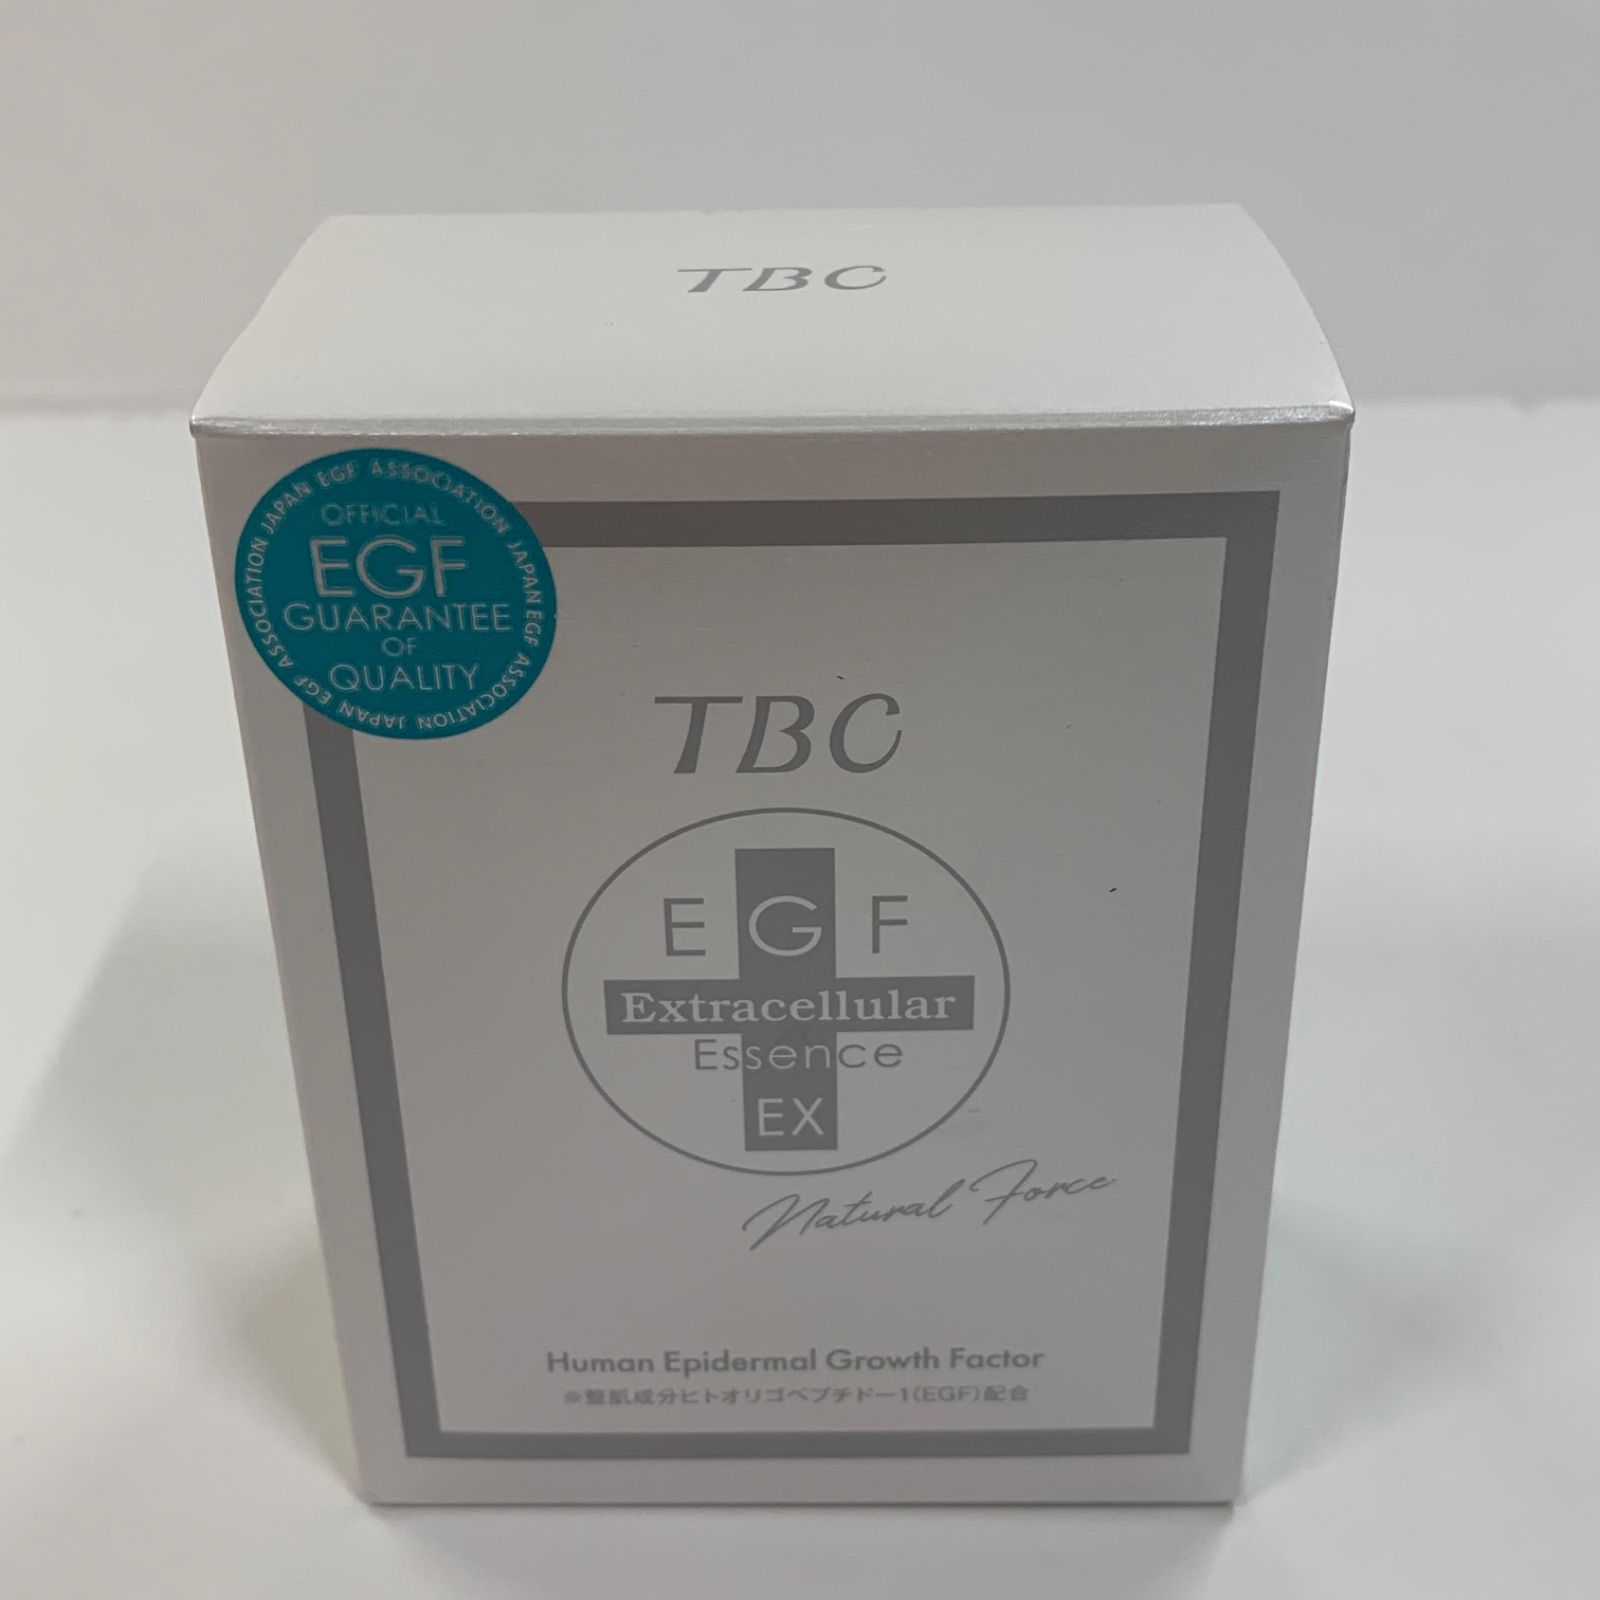 TBC
JAPAN EGF ASSOCIATION JAPAN EGF ASSOCIATION JAPAN EGF ASSOCIATION
OFFICIAL
EGF
GUARANTEE
OF
QUALITY
TBC
EGF
Extracellular
Essence
EX
Natural Force
Human Epidermal Growth Factor
※整肌成分ヒトオリゴペプチド-1(EGF)配合